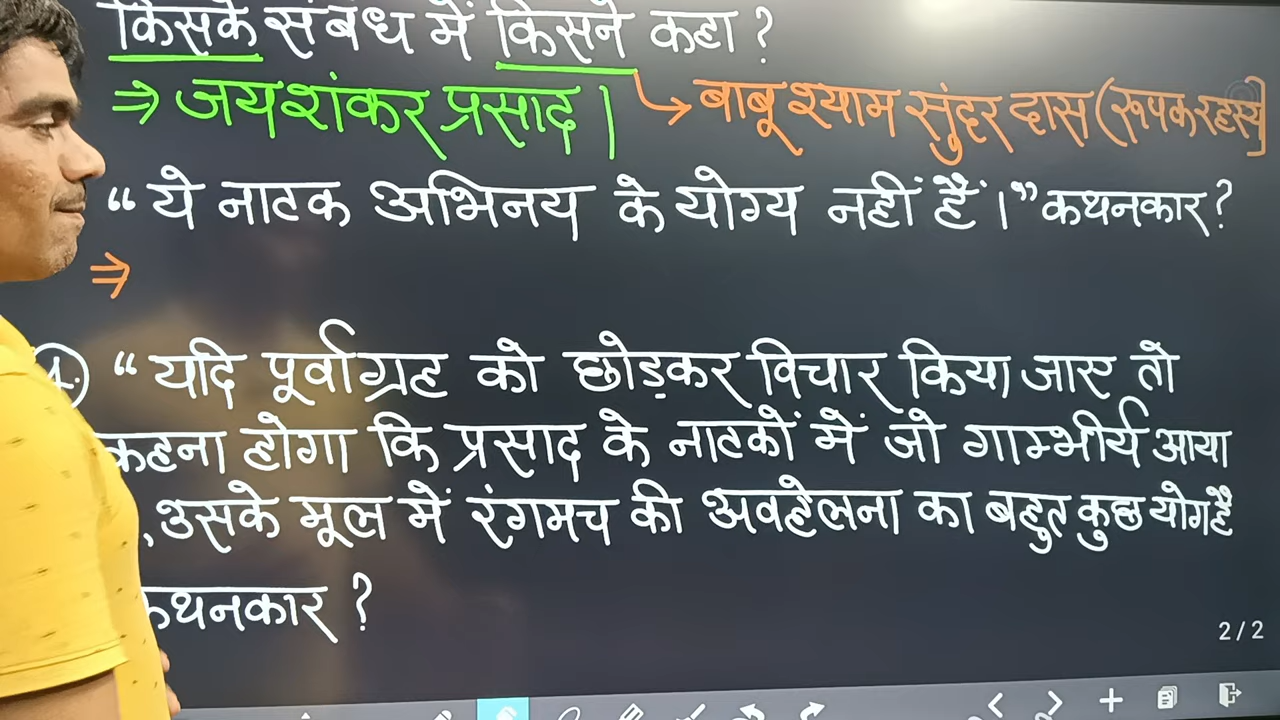 किसके संबंध में किसने कहा ?
⇒ जयशंकर प्रसाद | ↳ बाबू श्याम सुंदर दास (रूपक रहस्य]
“ ये नाटक अभिनय के योग्य नहीं हैं ।” कथनकार ?
⇒
“ यदि पूर्वाग्रह को छोड़कर विचार किया जाए तो
कहना होगा कि प्रसाद के नाटकों में जो गाम्भीर्य आया
, उसके मूल में रंगमच की अवहेलना का बहुत कुछ योग है
कथनकार ?
2/2